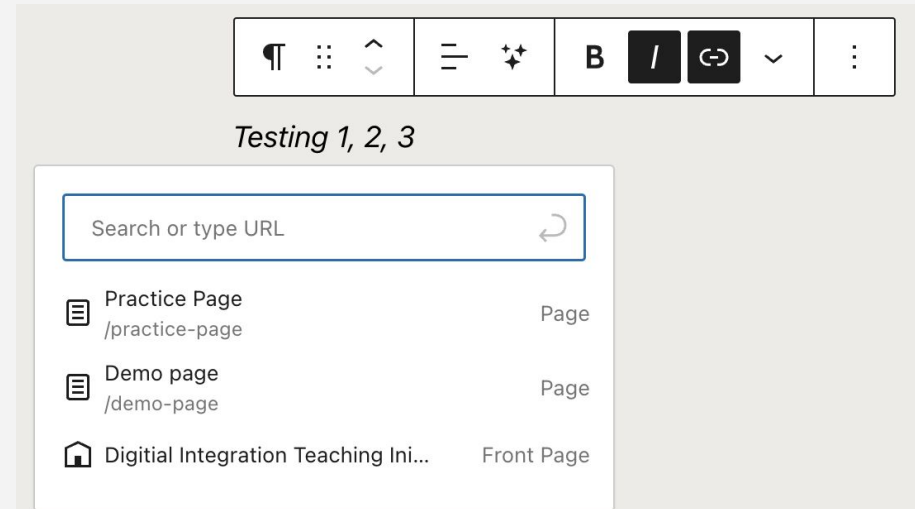 B I
Testing 1, 2, 3
Search or type URL
Practice Page
/practice-page
Page
Demo page
/demo-page
Page
Digitial Integration Teaching Ini... Front Page